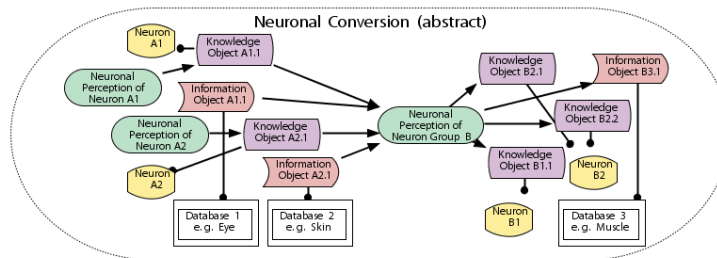 Neuronal Conversion (abstract)
Neuron
A1
Knowledge
Object A1.1
Neuronal
Perception of
Neuron A1
Information
Object A1.1
Neuronal
Perception of
Neuron A2
Knowledge
Object A2.1
Neuron
A2
Information
Object A2.1
Database 1
e.g. Eye
Database 2
e.g. Skin
Neuronal
Perception of
Neuron Group B
Knowledge
Object B2.1
Information
Object B3.1
Knowledge
Object B2.2
Knowledge
Object B1.1
Neuron
B2
Neuron
B1
Database 3
e.g. Muscle